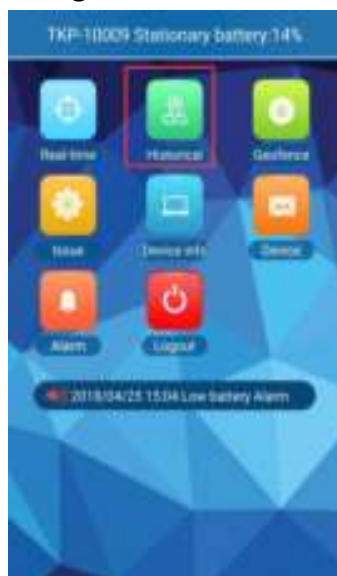 TKP-10009 Stationary battery:14%
Real-time Historical Geofence
Issue Device info Device
Alarm Logout
2018/04/25 15:04 Low battery Alarm